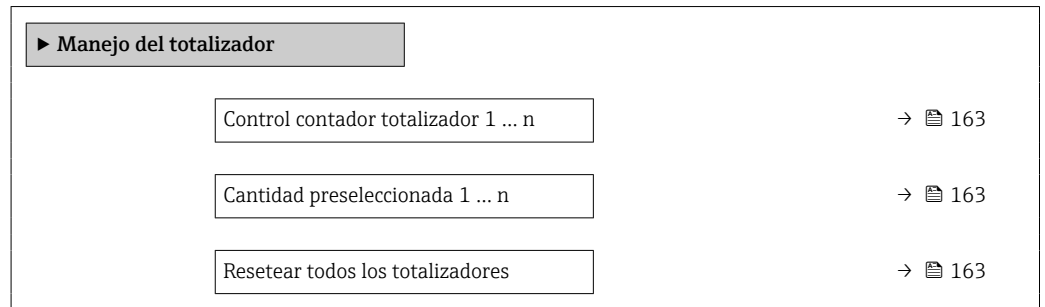 ▶ Manejo del totalizador
Control contador totalizador 1 … n → 163
Cantidad preseleccionada 1 … n → 163
Resetear todos los totalizadores → 163